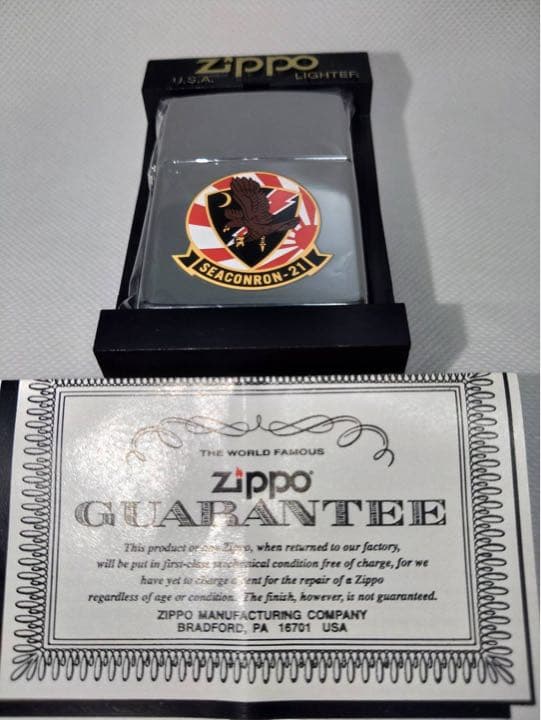 Zippo
U.S.A. LIGHTER
SEACONRON-21
THE WORLD FAMOUS
Zippo®
GUARANTEE
This product or any Zippo, when returned to our factory,
will be put in first-class mechanical condition free of charge, for we
have yet to charge a cent for the repair of a Zippo
regardless of age or condition. The finish, however, is not guaranteed.
ZIPPO MANUFACTURING COMPANY
BRADFORD, PA 16701 USA